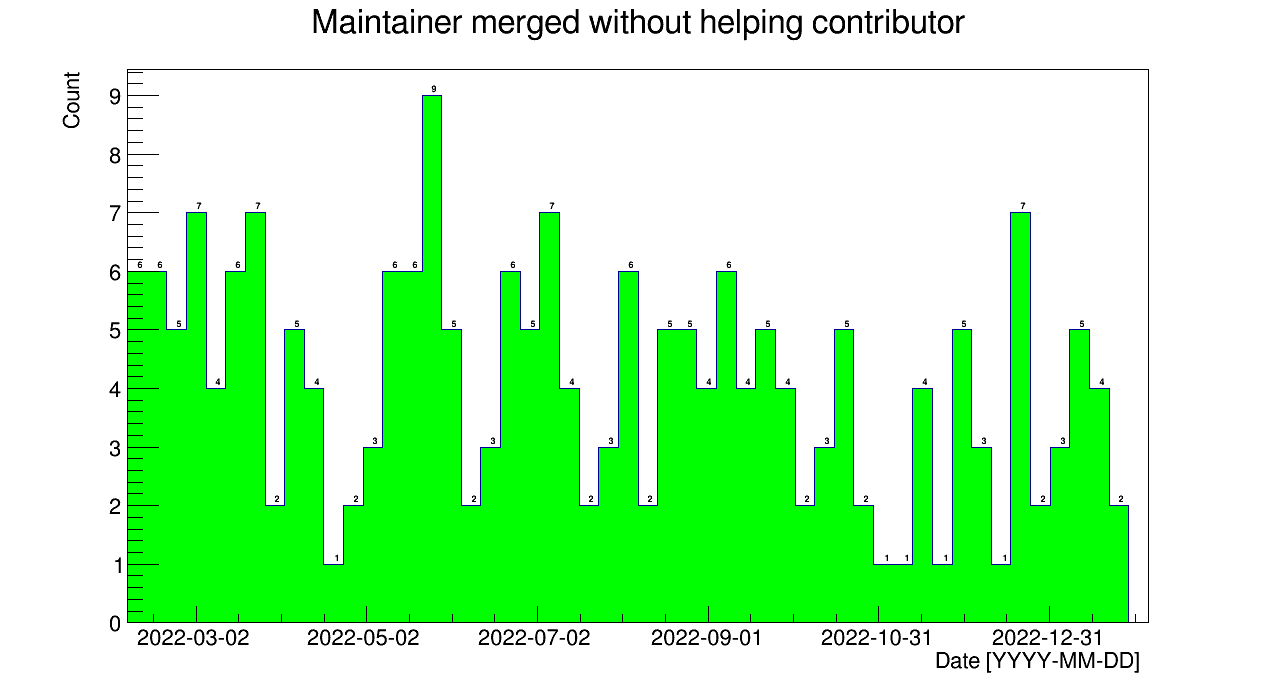 Maintainer merged without helping contributor
Count
9
8
7
6
5
4
3
2
1
0
6 6 5 7 4 6 7 2 5 4 1 2 3 6 6 9 5 2 3 6 5 7 4 2 3 6 2 5 5 4 6 4 5 4 2 3 5 2 1 1 4 1 5 3 1 7 2 3 5 4 2
2022-03-02 2022-05-02 2022-07-02 2022-09-01 2022-10-31 2022-12-31
Date [YYYY-MM-DD]